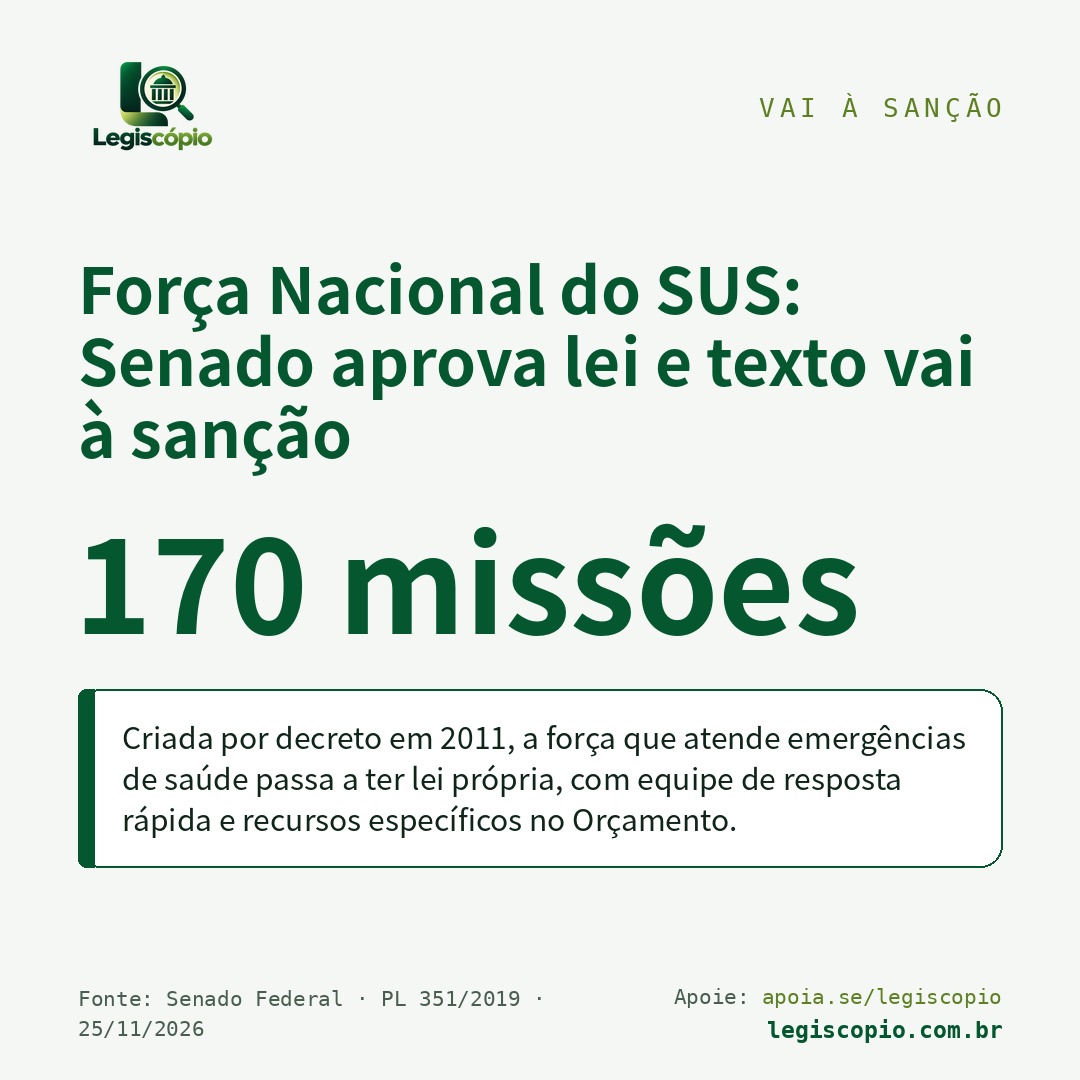 Legiscópio
VAI À SANÇÃO
Força Nacional do SUS:
Senado aprova lei e texto vai
à sanção
170 missões
Criada por decreto em 2011, a força que atende emergências
de saúde passa a ter lei própria, com equipe de resposta
rápida e recursos específicos no Orçamento.
Fonte: Senado Federal · PL 351/2019 ·
25/11/2026
Apoie: apoia.se/legiscopio
legiscopio.com.br